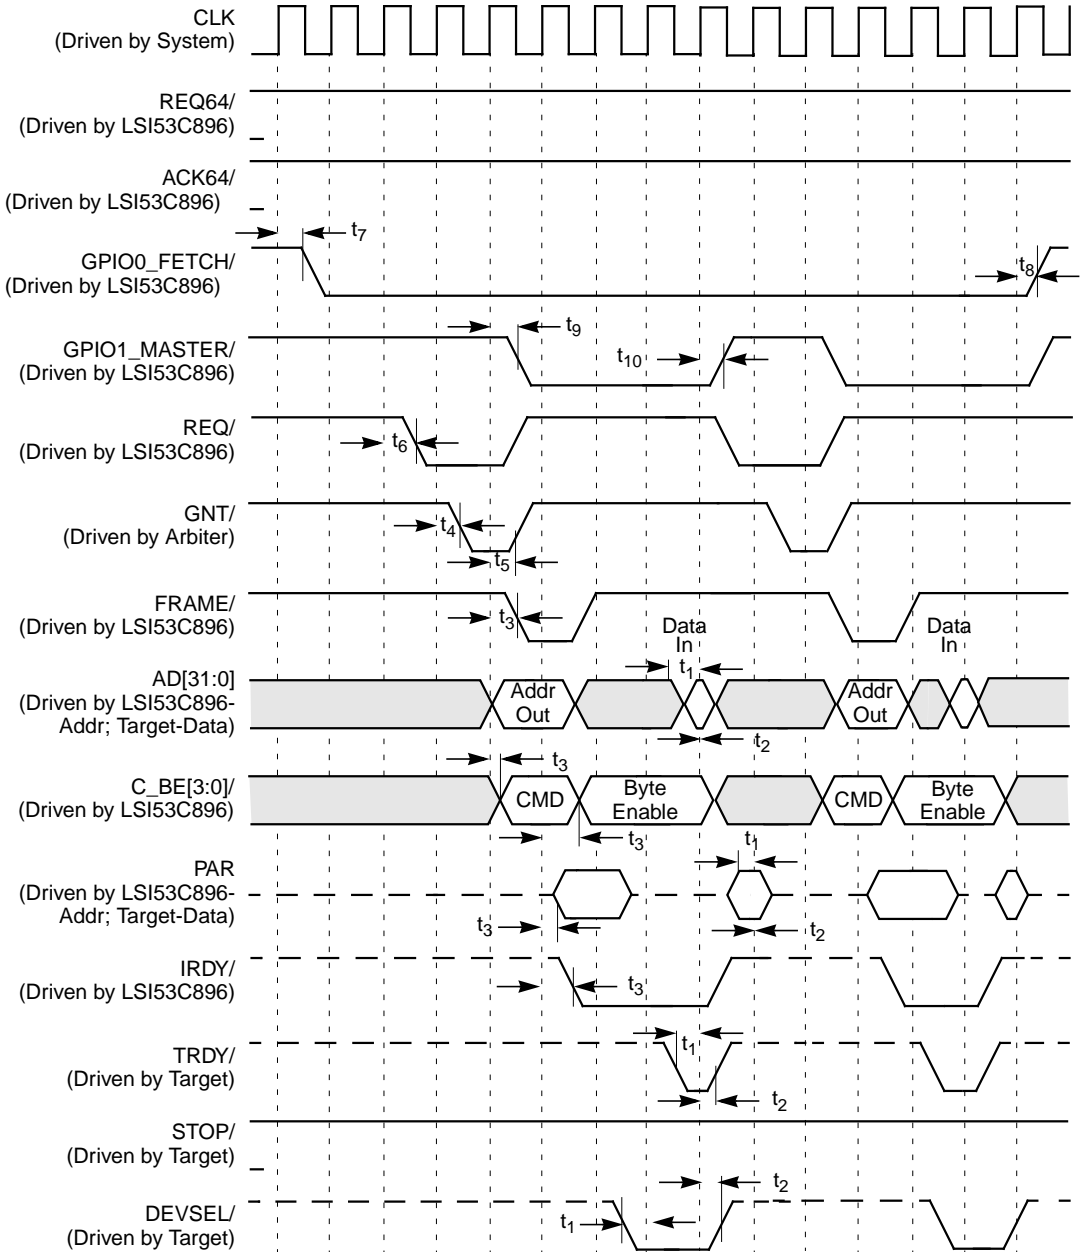 CLK
(Driven by System)
REQ64/
(Driven by LSI53C896)
ACK64/
(Driven by LSI53C896)
t7
GPIO0_FETCH/
(Driven by LSI53C896)
t8
t9
GPIO1_MASTER/
(Driven by LSI53C896)
t10
REQ/
(Driven by LSI53C896)
t6
GNT/
(Driven by Arbiter)
t4
t5
FRAME/
(Driven by LSI53C896)
t3
Data
In
Data
In
AD[31:0]
(Driven by LSI53C896-
Addr; Target-Data)
t1
Addr
Out
Addr
Out
t2
t3
C_BE[3:0]/
(Driven by LSI53C896)
CMD
Byte
Enable
CMD
Byte
Enable
t3
t1
PAR
(Driven by LSI53C896-
Addr; Target-Data)
t3
t2
IRDY/
(Driven by LSI53C896)
t3
TRDY/
(Driven by Target)
t1
t2
STOP/
(Driven by Target)
t2
DEVSEL/
(Driven by Target)
t1